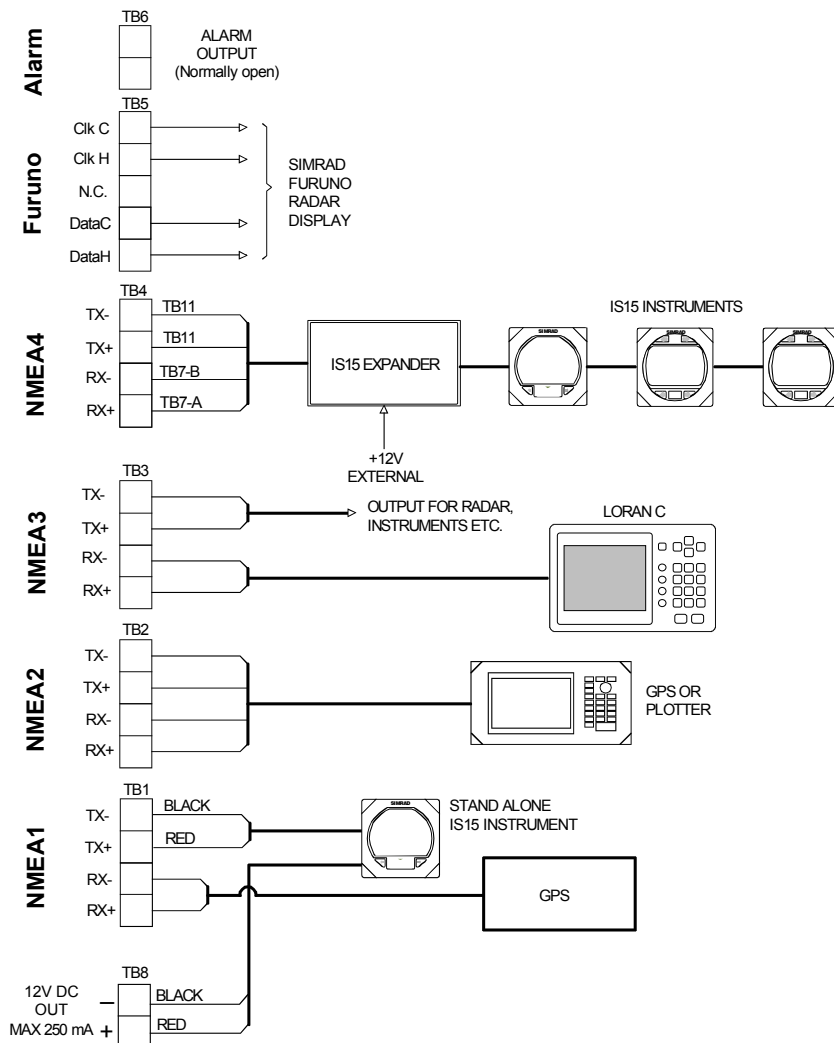 TB6
Alarm
ALARM
OUTPUT
(Normally open)
TB5
Furuno
Clk C
Clk H
N.C.
DataC
DataH
SIMRAD
FURUNO
RADAR
DISPLAY
TB4
NMEA4
TX-
TB11
TX+
TB11
RX-
TB7-B
RX+
TB7-A
IS15 EXPANDER
+12V
EXTERNAL
IS15 INSTRUMENTS
SIMRAD
SIMRAD
SIMRAD
TB3
NMEA3
TX-
TX+
RX-
RX+
OUTPUT FOR RADAR,
INSTRUMENTS ETC.
LORAN C
TB2
NMEA2
TX-
TX+
RX-
RX+
GPS OR
PLOTTER
TB1
NMEA1
TX-
BLACK
TX+
RED
RX-
RX+
SIMRAD
STAND ALONE
IS15 INSTRUMENT
GPS
TB8
12V DC
OUT
MAX 250 mA
–
BLACK
+
RED